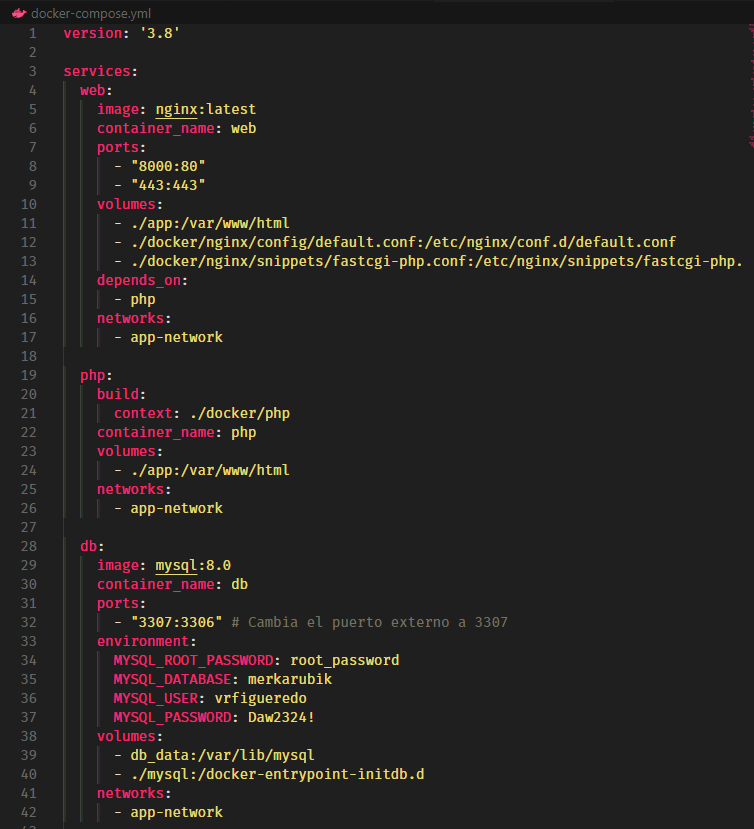 docker-compose.yml
1 version: '3.8'
2
3 services:
4   web:
5     image: nginx:latest
6     container_name: web
7     ports:
8       - "8000:80"
9       - "443:443"
10     volumes:
11       - ./app:/var/www/html
12       - ./docker/nginx/config/default.conf:/etc/nginx/conf.d/default.conf
13       - ./docker/nginx/snippets/fastcgi-php.conf:/etc/nginx/snippets/fastcgi-php.
14     depends_on:
15       - php
16     networks:
17       - app-network
18
19   php:
20     build:
21       context: ./docker/php
22     container_name: php
23     volumes:
24       - ./app:/var/www/html
25     networks:
26       - app-network
27
28   db:
29     image: mysql:8.0
30     container_name: db
31     ports:
32       - "3307:3306" # Cambia el puerto externo a 3307
33     environment:
34       MYSQL_ROOT_PASSWORD: root_password
35       MYSQL_DATABASE: merkarubik
36       MYSQL_USER: vrfigueredo
37       MYSQL_PASSWORD: Daw2324!
38     volumes:
39       - db_data:/var/lib/mysql
40       - ./mysql:/docker-entrypoint-initdb.d
41     networks:
42       - app-network